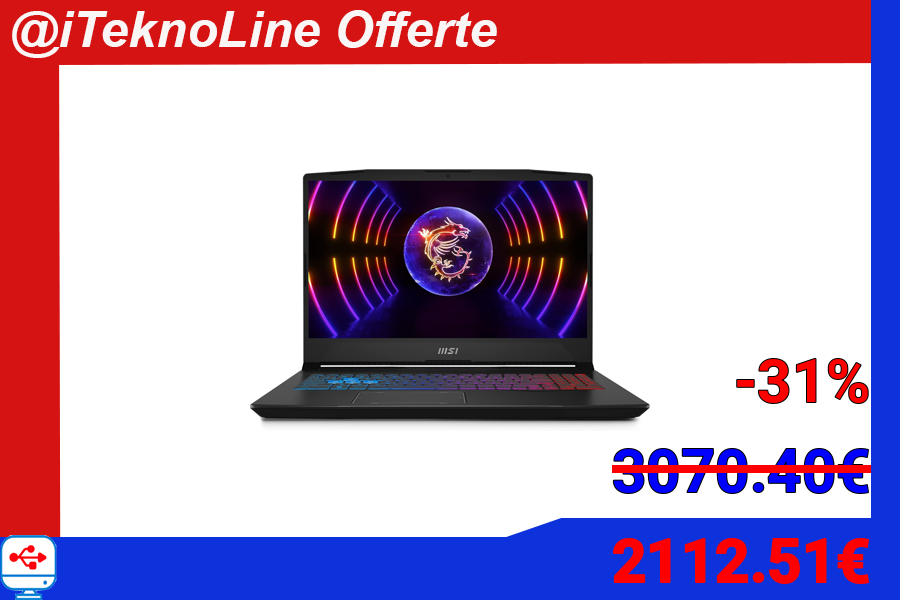 @iTeknoLine Offerte
msi
-31%
3070.40€
2112.51€